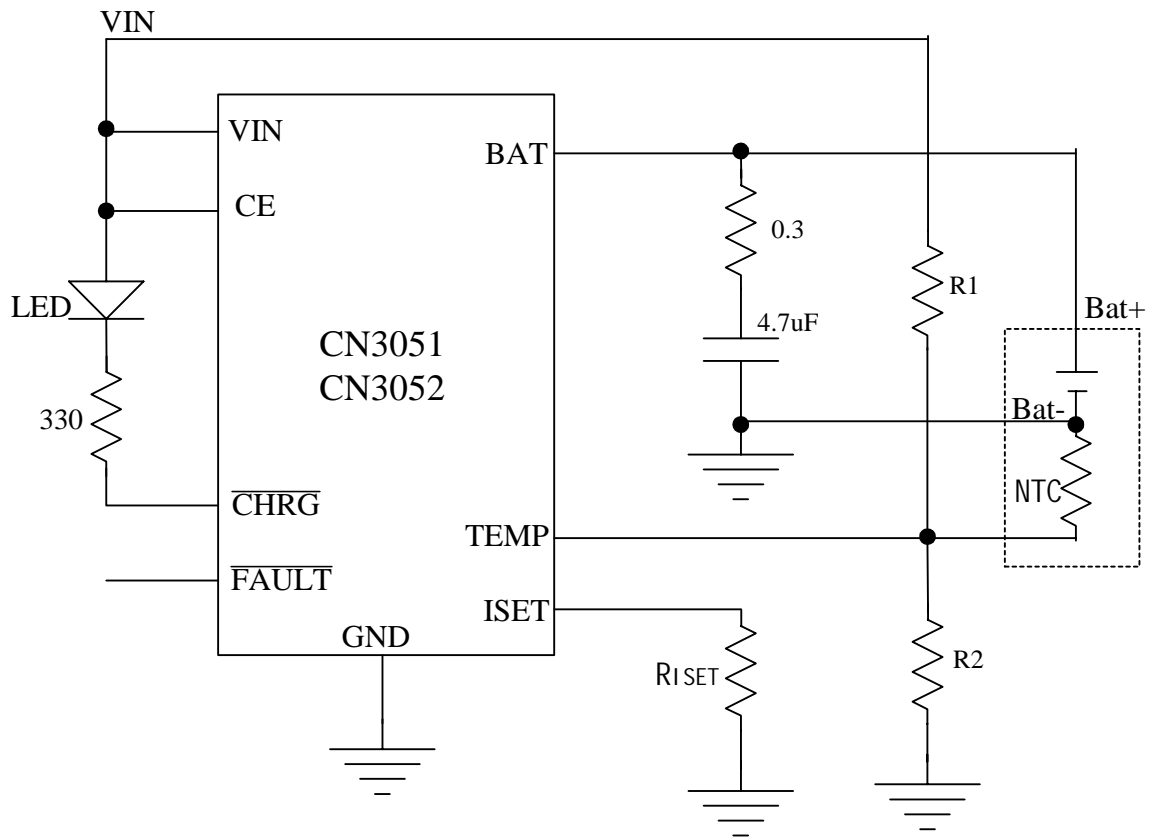 VIN
VIN
BAT
CE
0.3
R1
LED
4.7uF
Bat+
CN3051
CN3052
330
Bat-
NTC
CHRG
TEMP
FAULT
ISET
GND
R2
RISET